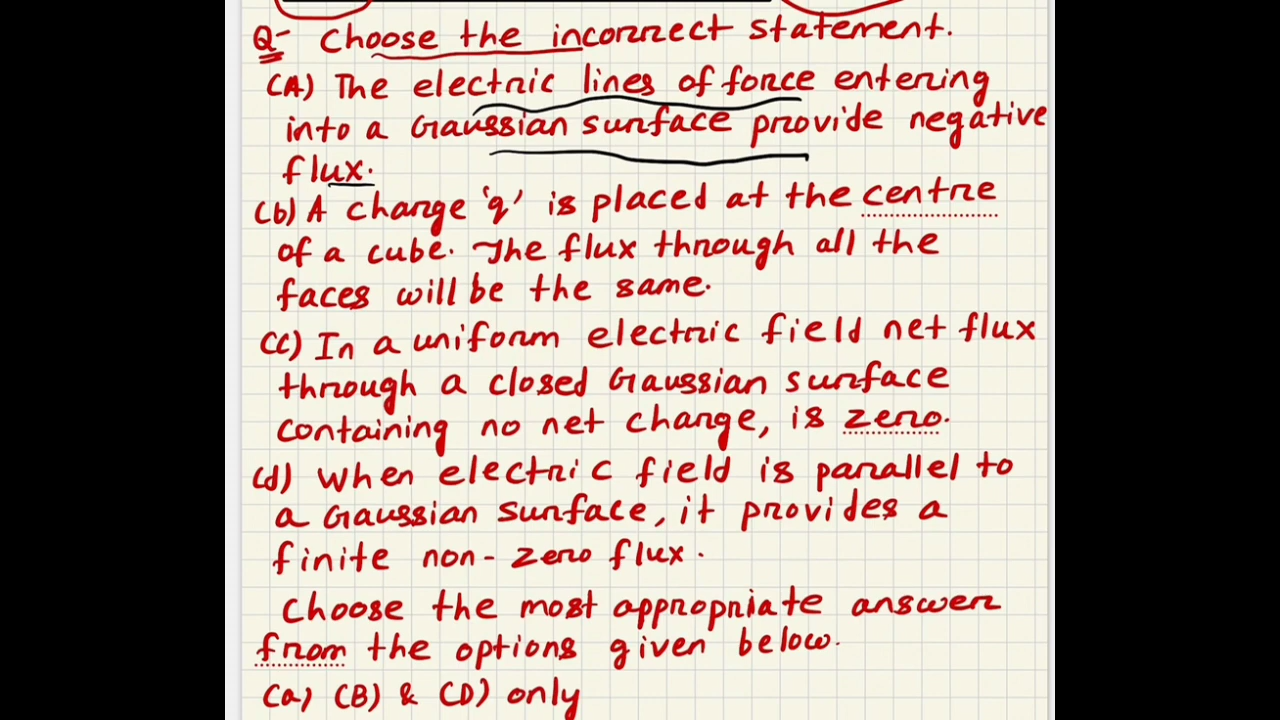 Q- Choose the incorrect statement.
(A) The electric lines of force entering
into a Gaussian surface provide negative
flux.
(b) A change 'q' is placed at the centre
of a cube. The flux through all the
faces will be the same.
(c) In a uniform electric field net flux
through a closed Gaussian surface
containing no net change, is zero.
(d) When electric field is parallel to
a Gaussian surface, it provides a
finite non-zero flux.
Choose the most appropriate answer
from the options given below.
(a) (B) & (D) only